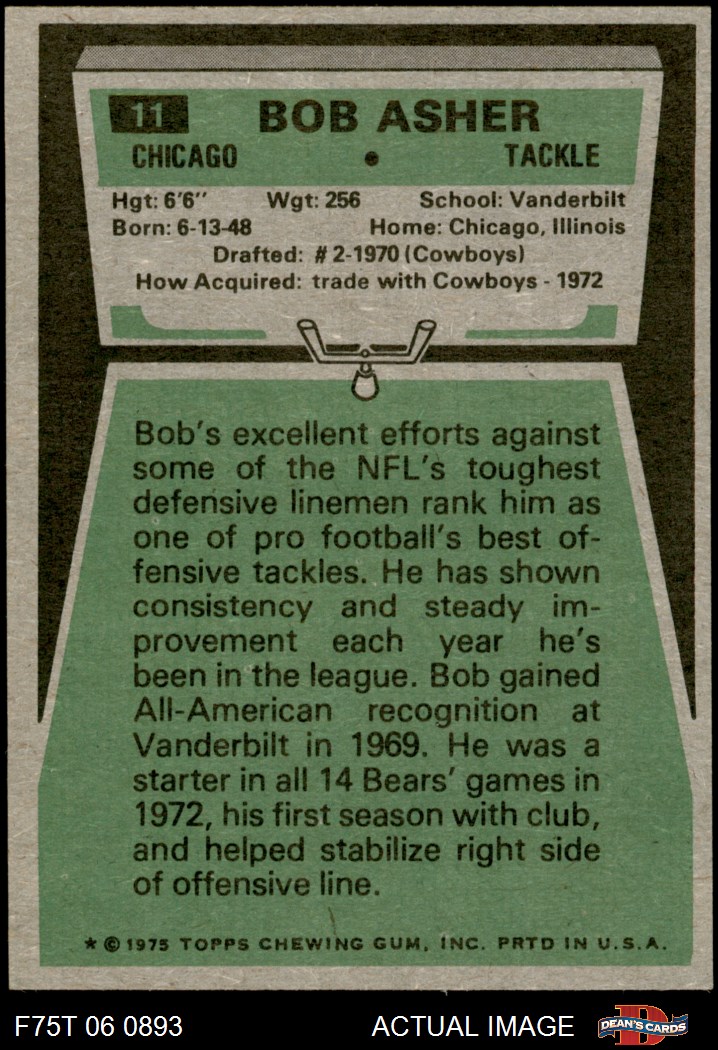 11 BOB ASHER
CHICAGO • TACKLE
Hgt: 6'6'' Wgt: 256 School: Vanderbilt
Born: 6-13-48 Home: Chicago, Illinois
Drafted: #2-1970 (Cowboys)
How Acquired: trade with Cowboys - 1972
Bob's excellent efforts against
some of the NFL's toughest
defensive linemen rank him as
one of pro football's best of-
fensive tackles. He has shown
consistency and steady im-
provement each year he's
been in the league. Bob gained
All-American recognition at
Vanderbilt in 1969. He was a
starter in all 14 Bears' games in
1972, his first season with club,
and helped stabilize right side
of offensive line.
* © 1975 TOPPS CHEWING GUM, INC. PRTD IN U.S.A.
F75T 06 0893 ACTUAL IMAGE DEAN'S CARDS